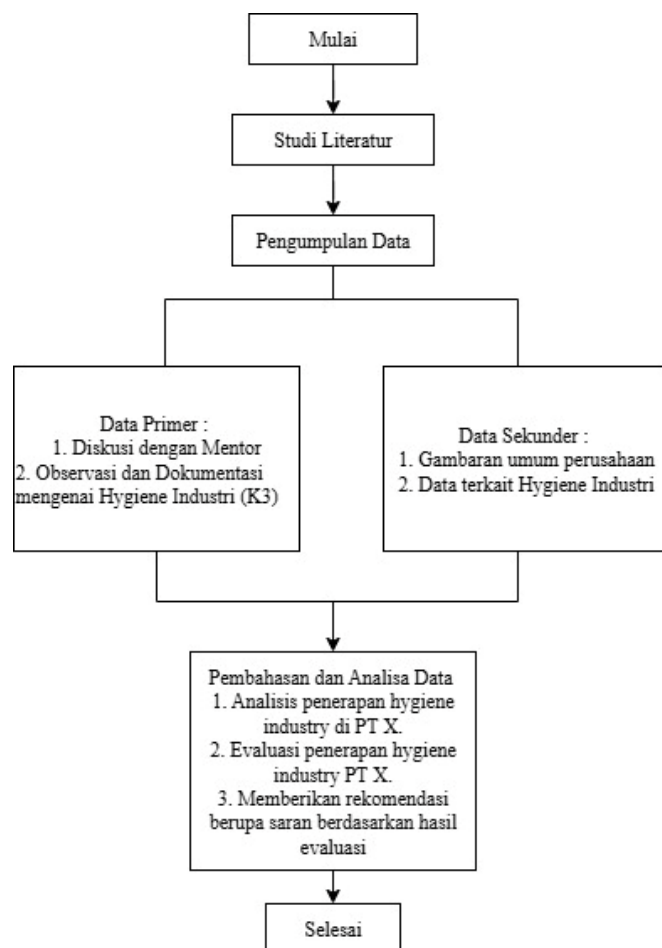 Mulai
Studi Literatur
Pengumpulan Data
Data Primer :
1. Diskusi dengan Mentor
2. Observasi dan Dokumentasi
mengenai Hygiene Industri (K3)
Data Sekunder :
1. Gambaran umum perusahaan
2. Data terkait Hygiene Industri
Pembahasan dan Analisa Data
1. Analisis penerapan hygiene
industry di PT X.
2. Evaluasi penerapan hygiene
industry PT X.
3. Memberikan rekomendasi
berupa saran berdasarkan hasil
evaluasi
Selesai